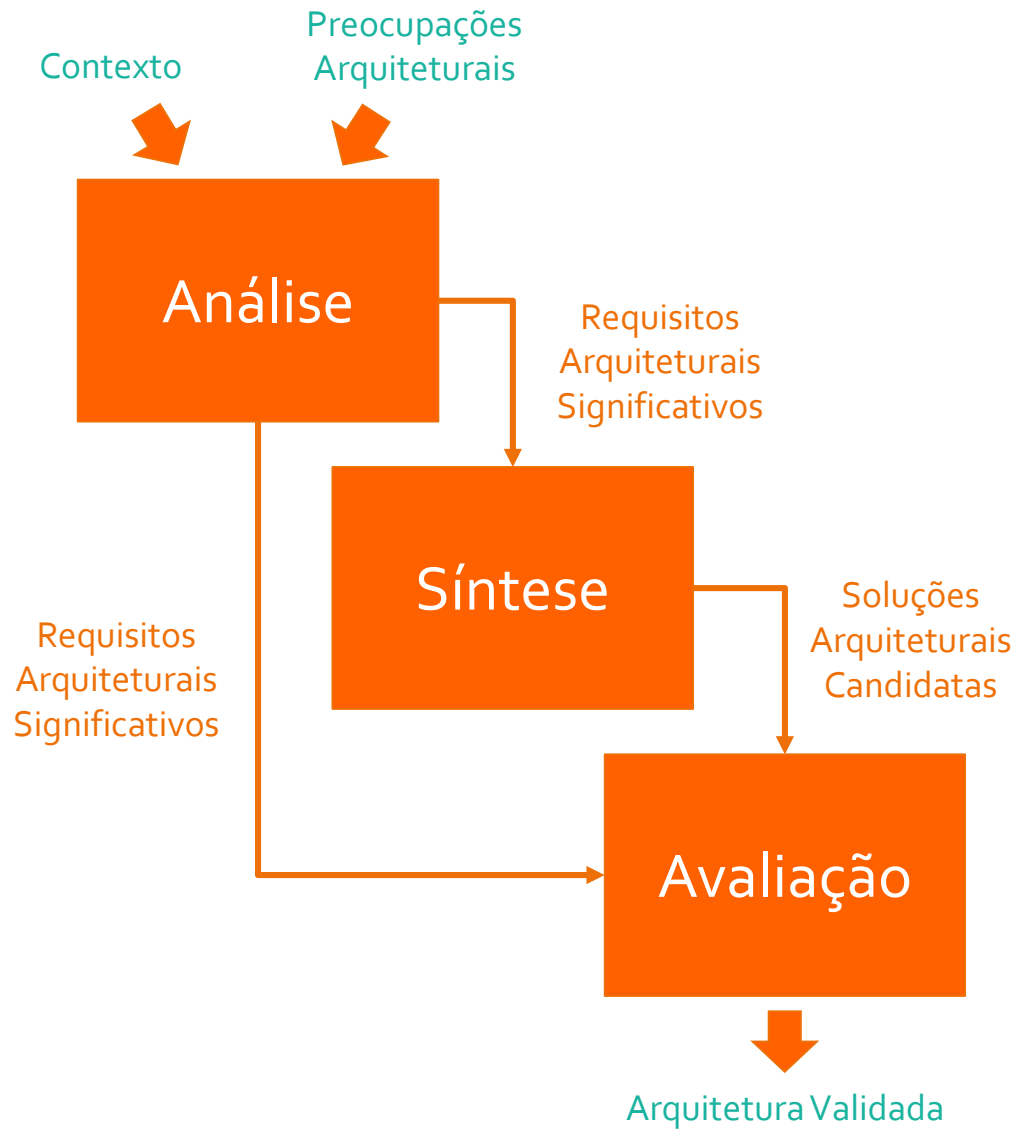 Contexto
Preocupações
Arquiteturais
Análise
Requisitos
Arquiteturais
Significativos
Síntese
Requisitos
Arquiteturais
Significativos
Soluções
Arquiteturais
Candidatas
Avaliação
Arquitetura Validada